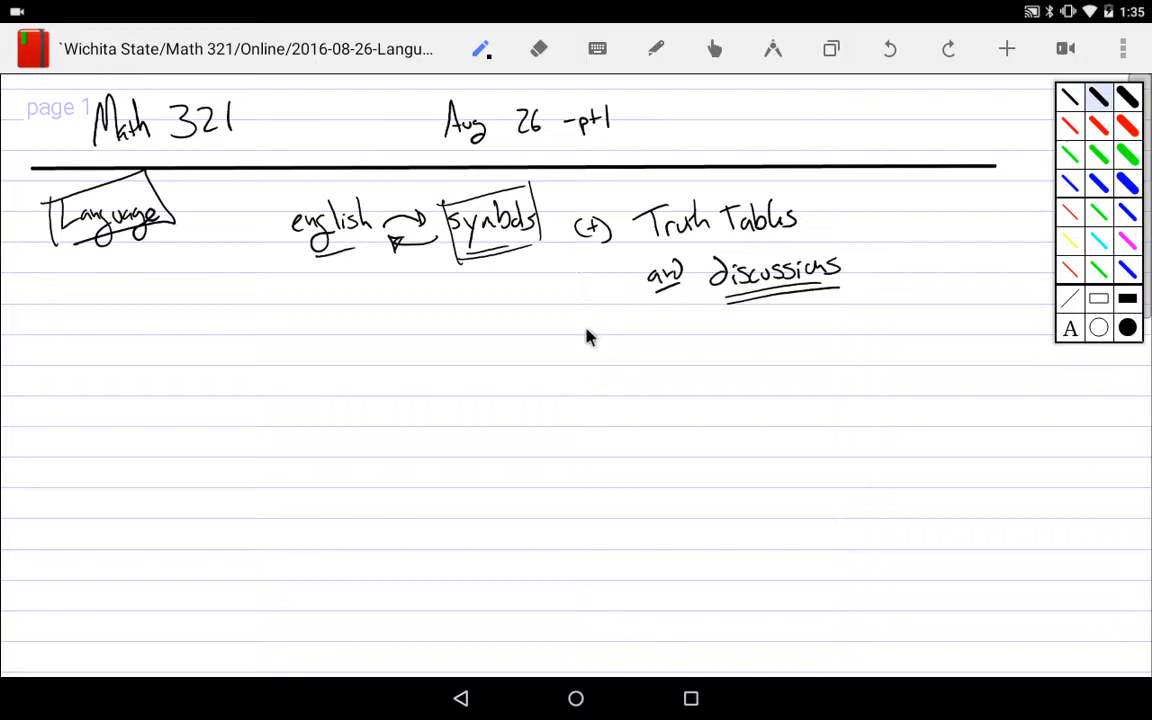 1:35
`Wichita State/Math 321/Online/2016-08-26-Langu...
page 1
Math 321 Aug 26 -pt1
Language english symbols (+) Truth Tables
and discussions
A